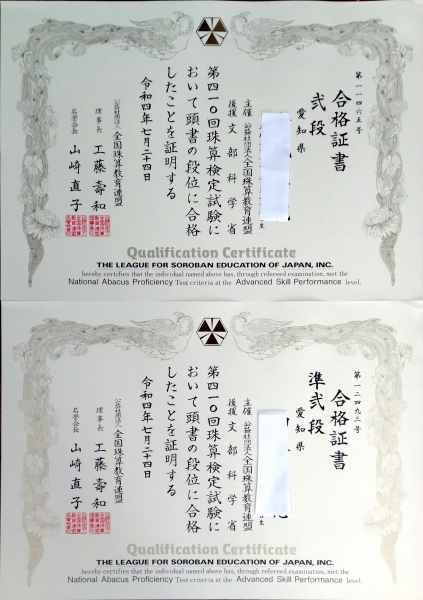 第一一四六五号
合格証書
弐段
愛知県
主催 公益社団法人全国珠算教育連盟
後援 文部科学省
第四一〇回珠算検定試験に
おいて頭書の段位に合格
したことを証明する
令和四年七月二十四日
公益社団法人全国珠算教育連盟
理事長 工藤壽和
名誉会長 山崎直子
Qualification Certificate
THE LEAGUE FOR SOROBAN EDUCATION OF JAPAN, INC.
hereby certifies that the individual named above has, through refereed examination, met the
National Abacus Proficiency Test criteria at the Advanced Skill Performance level.
第一二四九三号
合格証書
準弐段
愛知県
主催 公益社団法人全国珠算教育連盟
後援 文部科学省
第四一〇回珠算検定試験に
おいて頭書の段位に合格
したことを証明する
令和四年七月二十四日
公益社団法人全国珠算教育連盟
理事長 工藤壽和
名誉会長 山崎直子
Qualification Certificate
THE LEAGUE FOR SOROBAN EDUCATION OF JAPAN, INC.
hereby certifies that the individual named above has, through refereed examination, met the
National Abacus Proficiency Test criteria at the Advanced Skill Performance level.